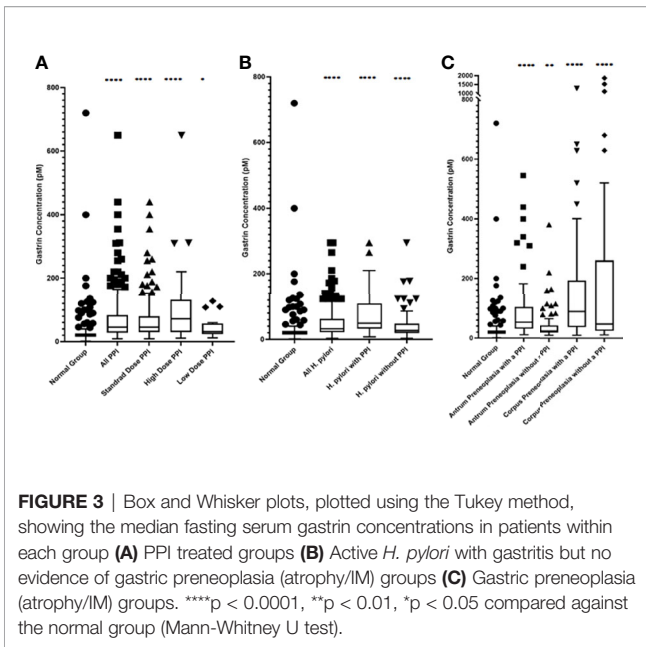 A
B
C
**** **** **** *
**** **** ****
**** ** **** ****
Gastrin Concentration (pM)
800
600
400
200
0
Normal Group
All PPI
Standrad Dose PPI
High Dose PPI
Low Dose PPI
Gastrin Concentration (pM)
800
600
400
200
0
Normal Group
All H. pylori
H. pylori with PPI
H. pylori without PPI
Gastrin Concentration (pM)
2000
1500
1000
800
600
400
200
0
Normal Group
Antrum Preneoplasia with a PPI
Antrum Preneoplasia without PPI
Corpus Preneoplasia with a PPI
Corpus Preneoplasia without a PPI
FIGURE 3 | Box and Whisker plots, plotted using the Tukey method,
showing the median fasting serum gastrin concentrations in patients within
each group (A) PPI treated groups (B) Active H. pylori with gastritis but no
evidence of gastric preneoplasia (atrophy/IM) groups (C) Gastric preneoplasia
(atrophy/IM) groups. ****p < 0.0001, **p < 0.01, *p < 0.05 compared against
the normal group (Mann-Whitney U test).